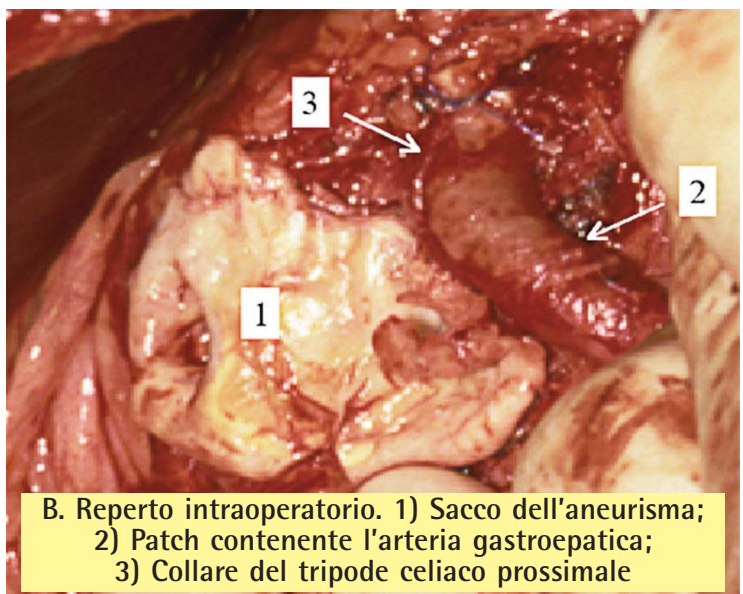 3
2
1
B. Reperto intraoperatorio. 1) Sacco dell'aneurisma;
2) Patch contenente l'arteria gastroepatica;
3) Collare del tripode celiaco prossimale